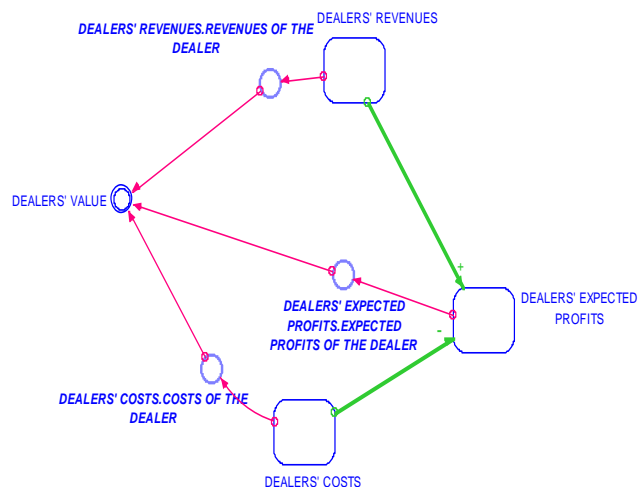 DEALERS' REVENUES
DEALERS' REVENUES.REVENUES OF THE
DEALER
DEALERS' VALUE
+
DEALERS' EXPECTED
PROFITS
-
DEALERS' EXPECTED
PROFITS.EXPECTED
PROFITS OF THE DEALER
DEALERS' COSTS.COSTS OF THE
DEALER
DEALERS' COSTS